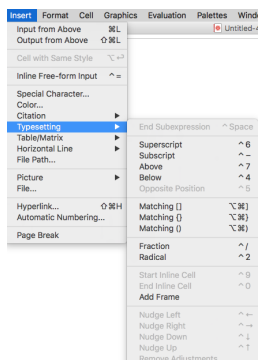 Insert Format Cell Graphics Evaluation Palettes Wind
Untitled-4
Input from Above ⌘L
Output from Above ⇧⌘L
Cell with Same Style ⌥⏎
Inline Free-form Input ^=
Special Character...
Color...
Citation ▶
Typesetting ▶
Table/Matrix ▶
Horizontal Line ▶
File Path...
Picture ▶
File...
Hyperlink... ⇧⌘H
Automatic Numbering...
Page Break
End Subexpression ^Space
Superscript ^6
Subscript ^–
Above ^7
Below ^4
Opposite Position ^5
Matching [] ⌥⌘]
Matching {} ⌥⌘}
Matching () ⌥⌘)
Fraction ^/
Radical ^2
Start Inline Cell ^9
End Inline Cell ^0
Add Frame
Nudge Left ^←
Nudge Right ^→
Nudge Down ^↓
Nudge Up ^↑
Remove Adjustments